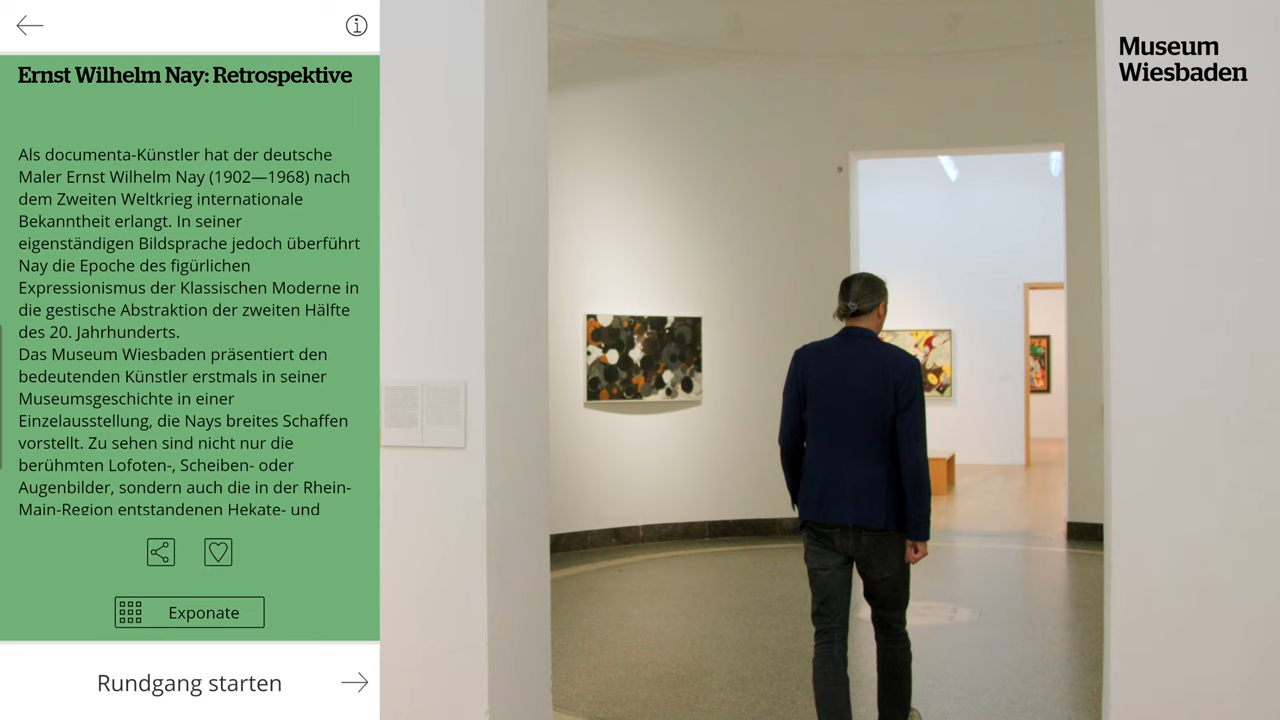 Ernst Wilhelm Nay: Retrospektive
Als documenta-Künstler hat der deutsche
Maler Ernst Wilhelm Nay (1902—1968) nach
dem Zweiten Weltkrieg internationale
Bekanntheit erlangt. In seiner
eigenständigen Bildsprache jedoch überführt
Nay die Epoche des figürlichen
Expressionismus der Klassischen Moderne in
die gestische Abstraktion der zweiten Hälfte
des 20. Jahrhunderts.
Das Museum Wiesbaden präsentiert den
bedeutenden Künstler erstmals in seiner
Museumsgeschichte in einer
Einzelausstellung, die Nays breites Schaffen
vorstellt. Zu sehen sind nicht nur die
berühmten Lofoten-, Scheiben- oder
Augenbilder, sondern auch die in der Rhein-
Main-Region entstandenen Hekate- und
Exponate
Rundgang starten
Museum
Wiesbaden